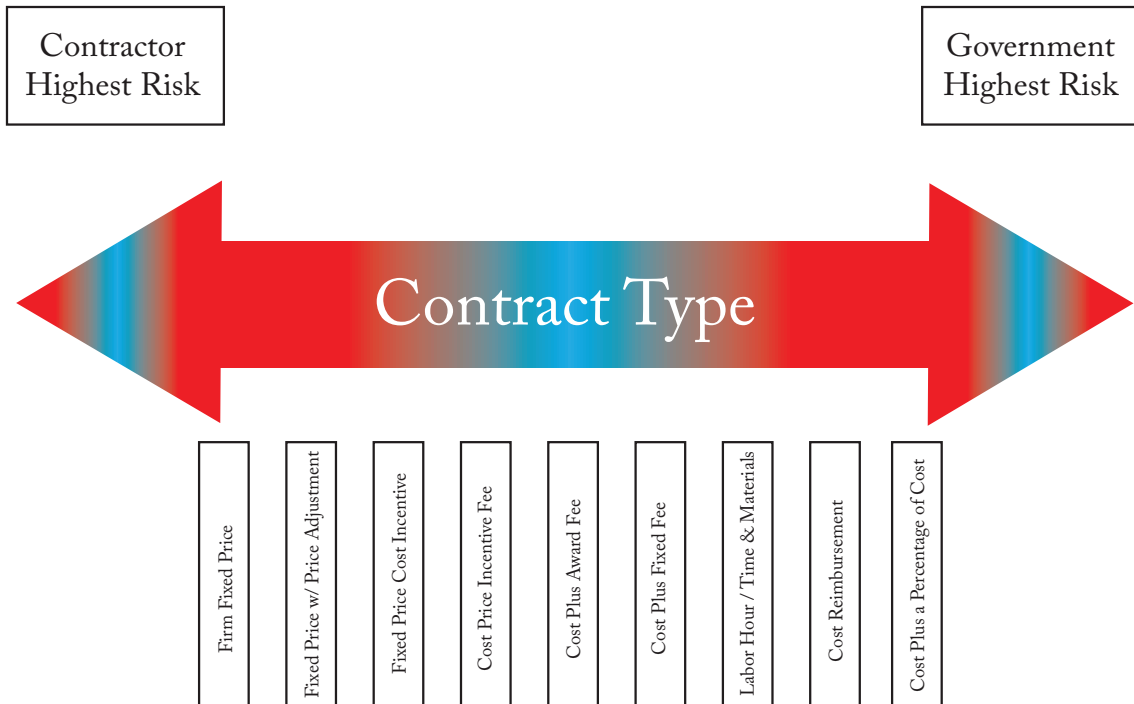 Contractor
Highest Risk
Government
Highest Risk
Contract Type
Firm Fixed Price
Fixed Price w/ Price Adjustment
Fixed Price Cost Incentive
Cost Price Incentive Fee
Cost Plus Award Fee
Cost Plus Fixed Fee
Labor Hour / Time & Materials
Cost Reimbursement
Cost Plus a Percentage of Cost